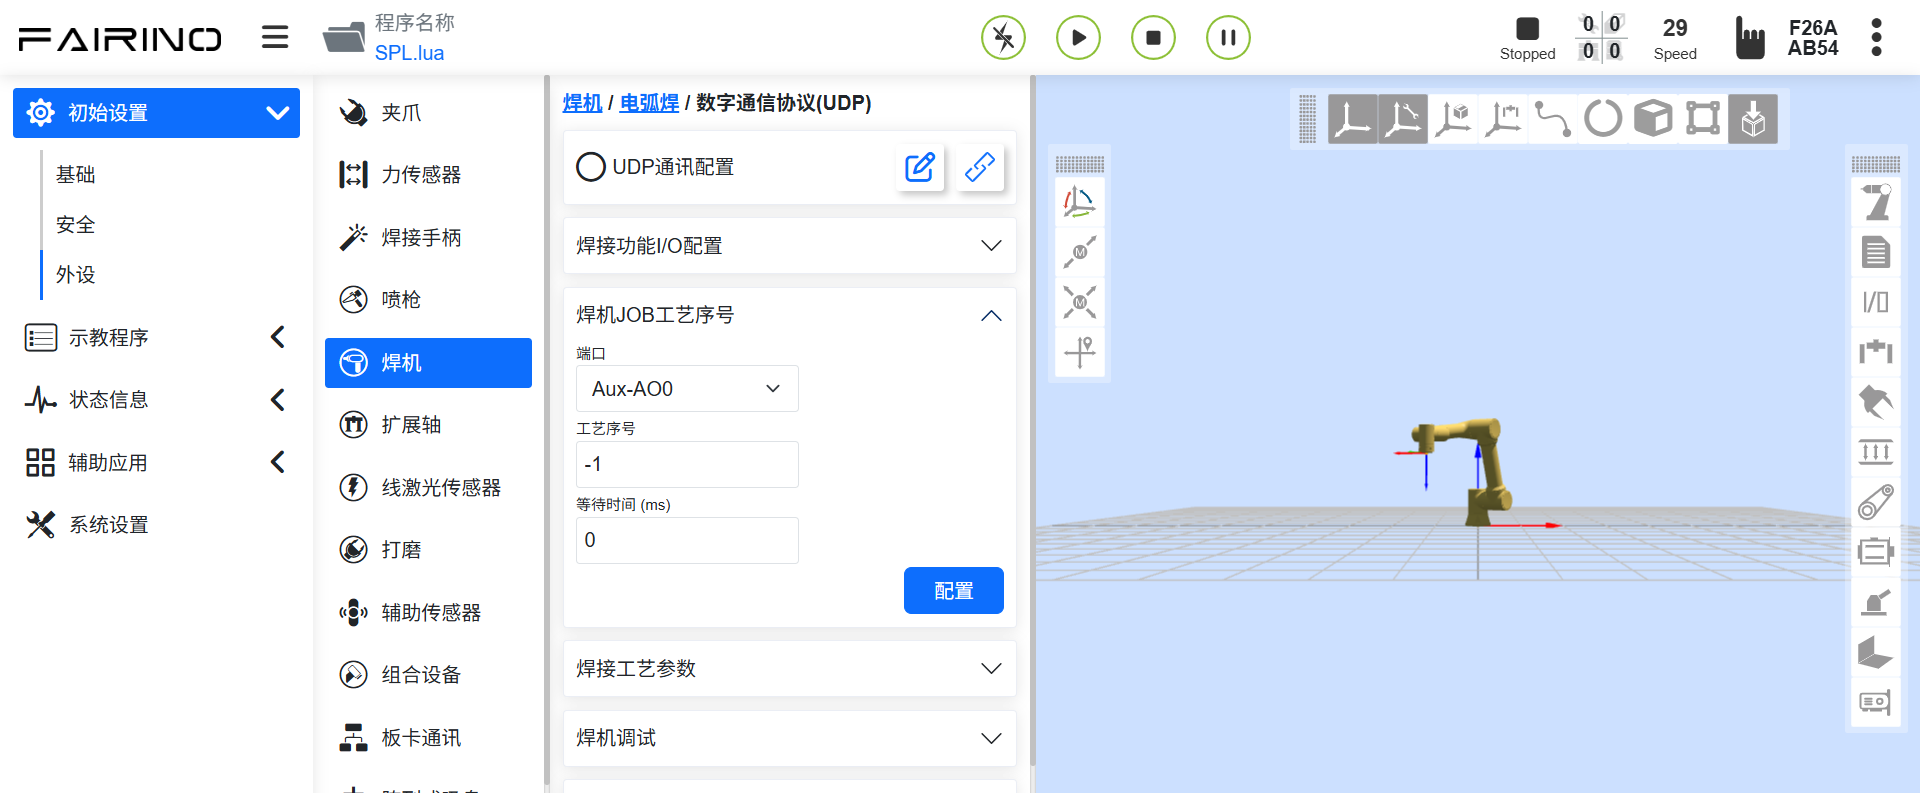 FAIRINO
程序名称
SPL.lua
Stopped
0 0
0 0
29
Speed
F26A
AB54
初始设置
基础
安全
外设
示教程序
状态信息
辅助应用
系统设置
夹爪
力传感器
焊接手柄
喷枪
焊机
扩展轴
线激光传感器
打磨
辅助传感器
组合设备
板卡通讯
焊机 / 电弧焊 / 数字通信协议(UDP)
UDP通讯配置
焊接功能I/O配置
焊机JOB工艺序号
端口
Aux-AO0
工艺序号
-1
等待时间 (ms)
0
配置
焊接工艺参数
焊机调试
M
M
I/O